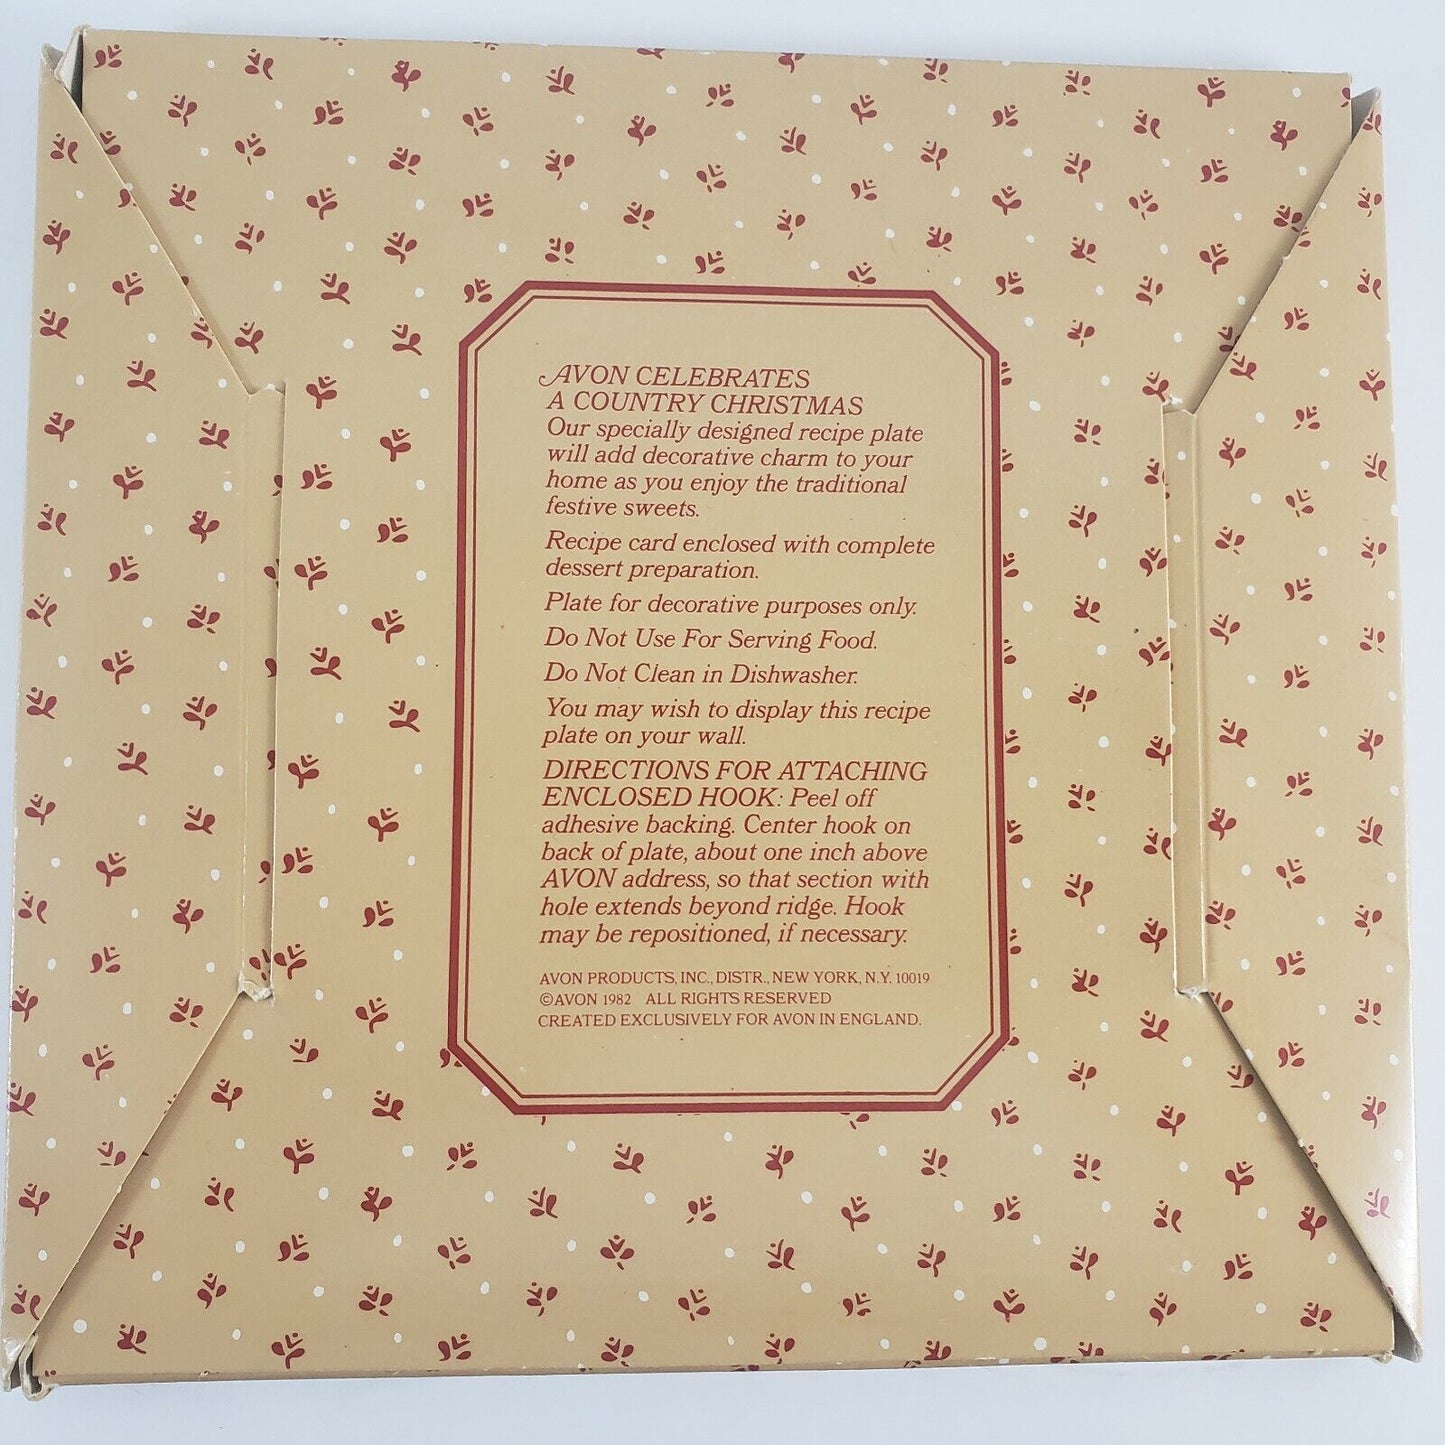 AVON CELEBRATES
A COUNTRY CHRISTMAS
Our specially designed recipe plate
will add decorative charm to your
home as you enjoy the traditional
festive sweets.
Recipe card enclosed with complete
dessert preparation.
Plate for decorative purposes only.
Do Not Use For Serving Food.
Do Not Clean in Dishwasher.
You may wish to display this recipe
plate on your wall.
DIRECTIONS FOR ATTACHING
ENCLOSED HOOK: Peel off
adhesive backing. Center hook on
back of plate, about one inch above
AVON address, so that section with
hole extends beyond ridge. Hook
may be repositioned, if necessary.
AVON PRODUCTS, INC., DISTR., NEW YORK, N.Y. 10019
©AVON 1982 ALL RIGHTS RESERVED
CREATED EXCLUSIVELY FOR AVON IN ENGLAND.